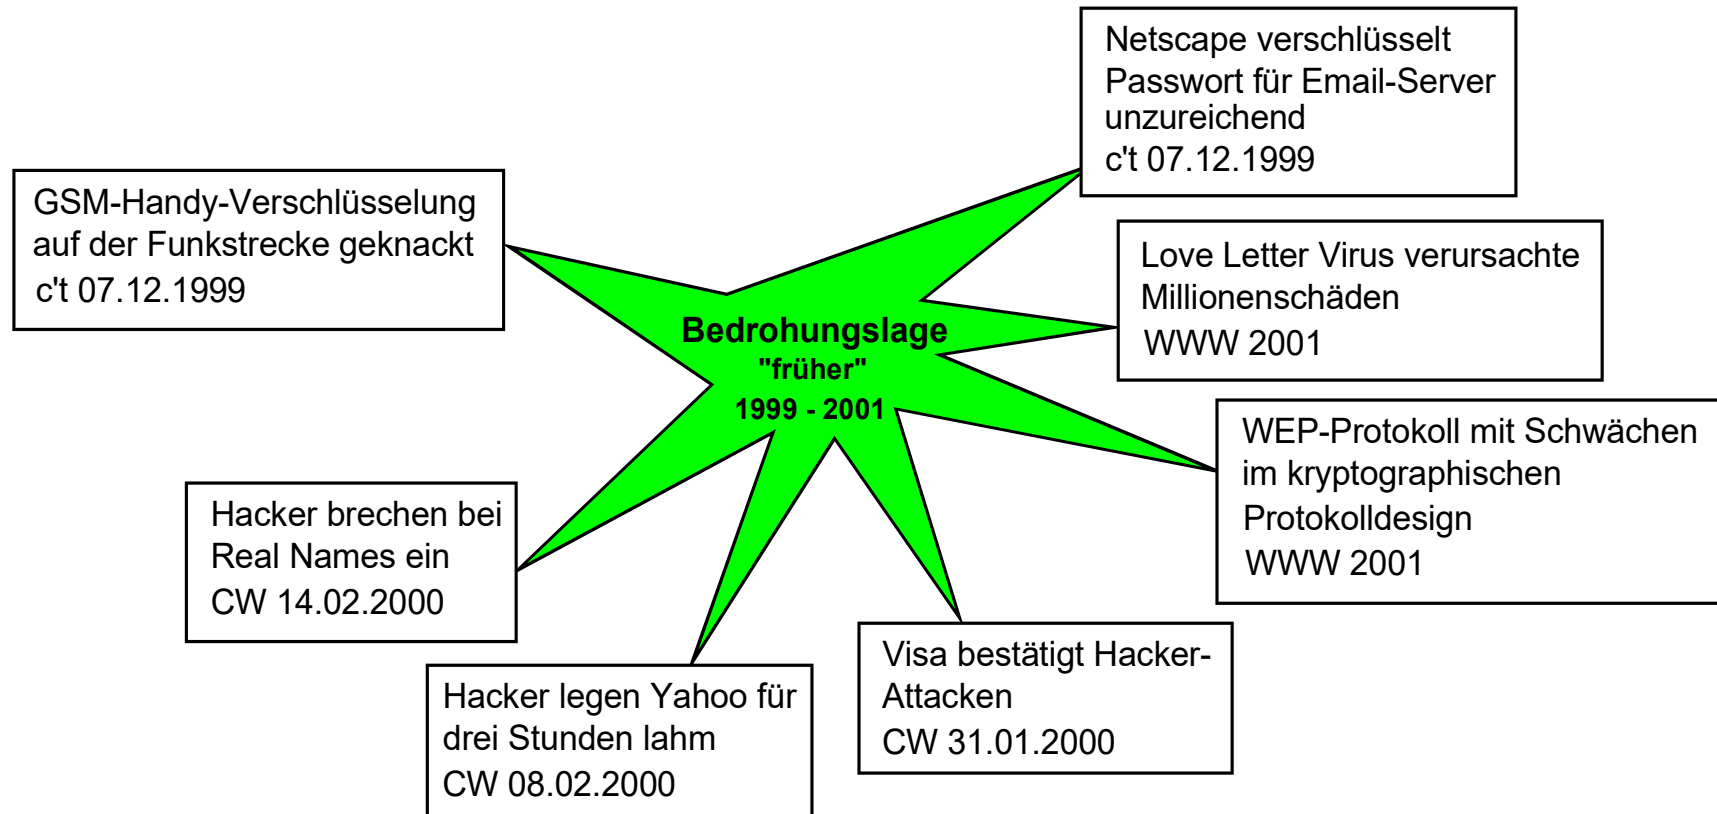 Netscape verschlüsselt
Passwort für Email-Server
unzureichend
c't 07.12.1999
GSM-Handy-Verschlüsselung
auf der Funkstrecke geknackt
c't 07.12.1999
Love Letter Virus verursachte
Millionenschäden
WWW 2001
Bedrohungslage
"früher"
1999 - 2001
WEP-Protokoll mit Schwächen
im kryptographischen
Protokolldesign
WWW 2001
Hacker brechen bei
Real Names ein
CW 14.02.2000
Hacker legen Yahoo für
drei Stunden lahm
CW 08.02.2000
Visa bestätigt Hacker-
Attacken
CW 31.01.2000